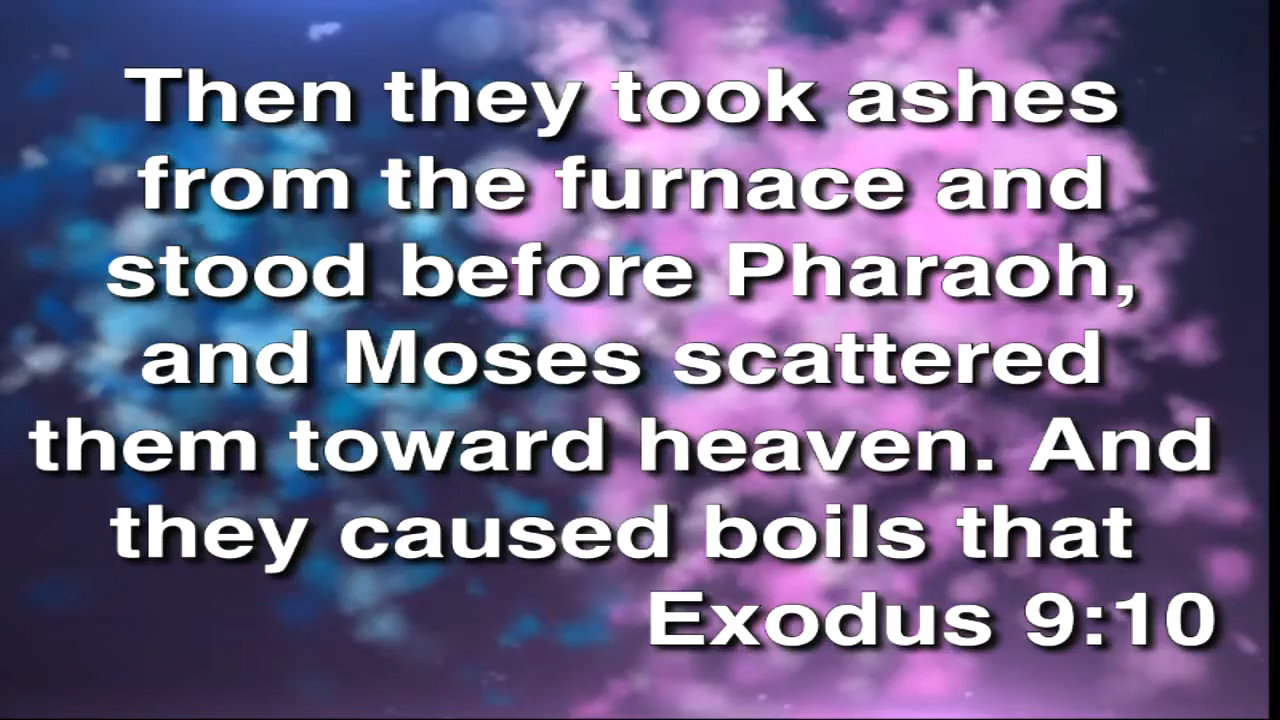 Then they took ashes
from the furnace and
stood before Pharaoh,
and Moses scattered
them toward heaven. And
they caused boils that
Exodus 9:10